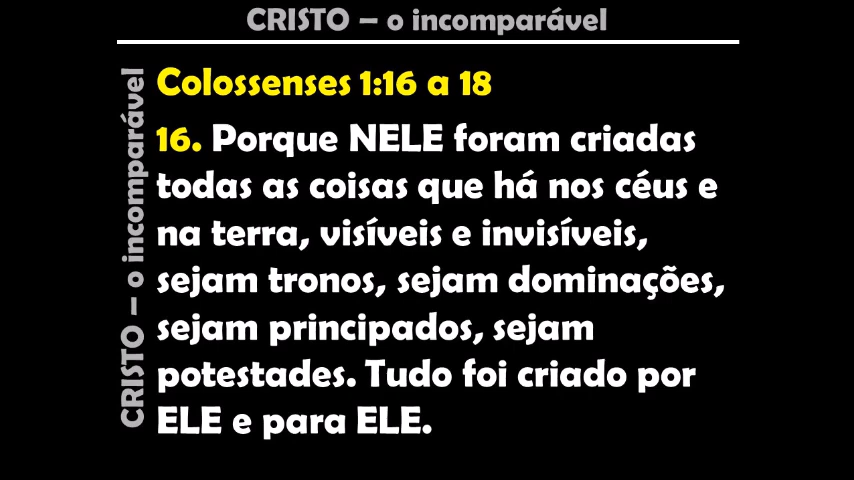 CRISTO – o incomparável
CRISTO – o incomparável
Colossenses 1:16 a 18
16. Porque NELE foram criadas
todas as coisas que há nos céus e
na terra, visíveis e invisíveis,
sejam tronos, sejam dominações,
sejam principados, sejam
potestades. Tudo foi criado por
ELE e para ELE.